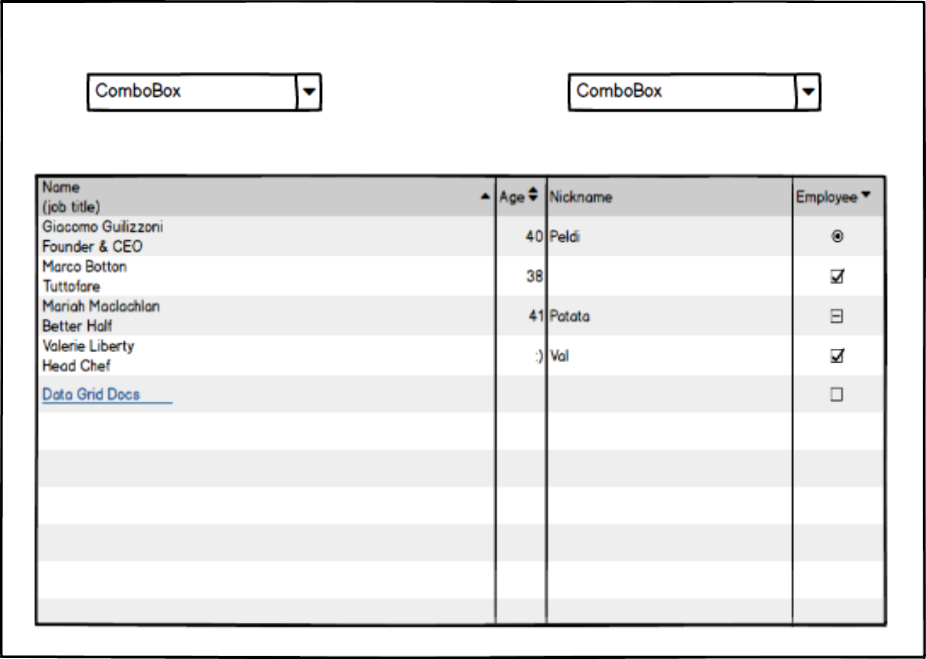 ComboBox
ComboBox
Name
(job title)
Age
Nickname
Employee
Giacomo Guilizzoni
Founder & CEO
40
Peldi
Marco Botton
Tuttofare
38
Mariah Maclachlan
Better Half
41
Patata
Valerie Liberty
Head Chef
:)
Val
Data Grid Docs